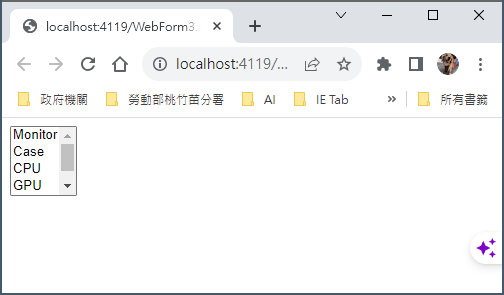 localhost:4119/WebForm3.
localhost:4119/...
政府機關 勞動部桃竹苗分署 AI IE Tab » 所有書籤
Monitor
Case
CPU
GPU